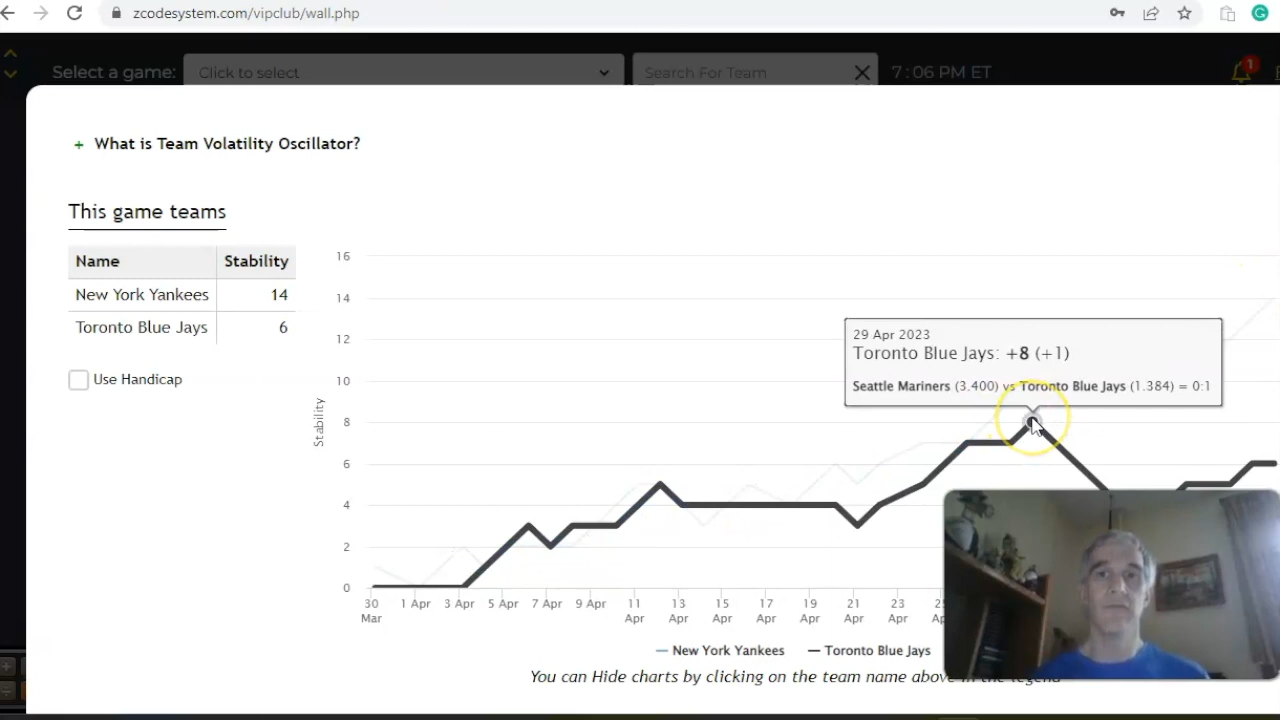 zcodesystem.com/vipclub/wall.php
Select a game:
Click to select
Search For Team
7:06 PM ET
1
+ What is Team Volatility Oscillator?
This game teams
Name Stability
New York Yankees 14
Toronto Blue Jays 6
Use Handicap
Stability
16
14
12
10
8
6
4
2
0
29 Apr 2023
Toronto Blue Jays: +8 (+1)
Seattle Mariners (3.400) vs Toronto Blue Jays (1.384) = 0:1
30 Mar
1 Apr
3 Apr
5 Apr
7 Apr
9 Apr
11 Apr
13 Apr
15 Apr
17 Apr
19 Apr
21 Apr
23 Apr
New York Yankees
Toronto Blue Jays
You can Hide charts by clicking on the team name above in the legend